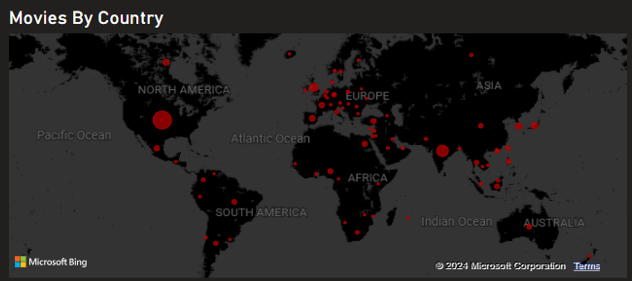 Movies By Country
NORTH AMERICA
ASIA
EUROPE
Pacific Ocean
Atlantic Ocean
AFRICA
SOUTH AMERICA
Indian Ocean
AUSTRALIA
Microsoft Bing
© 2024 Microsoft Corporation Terms